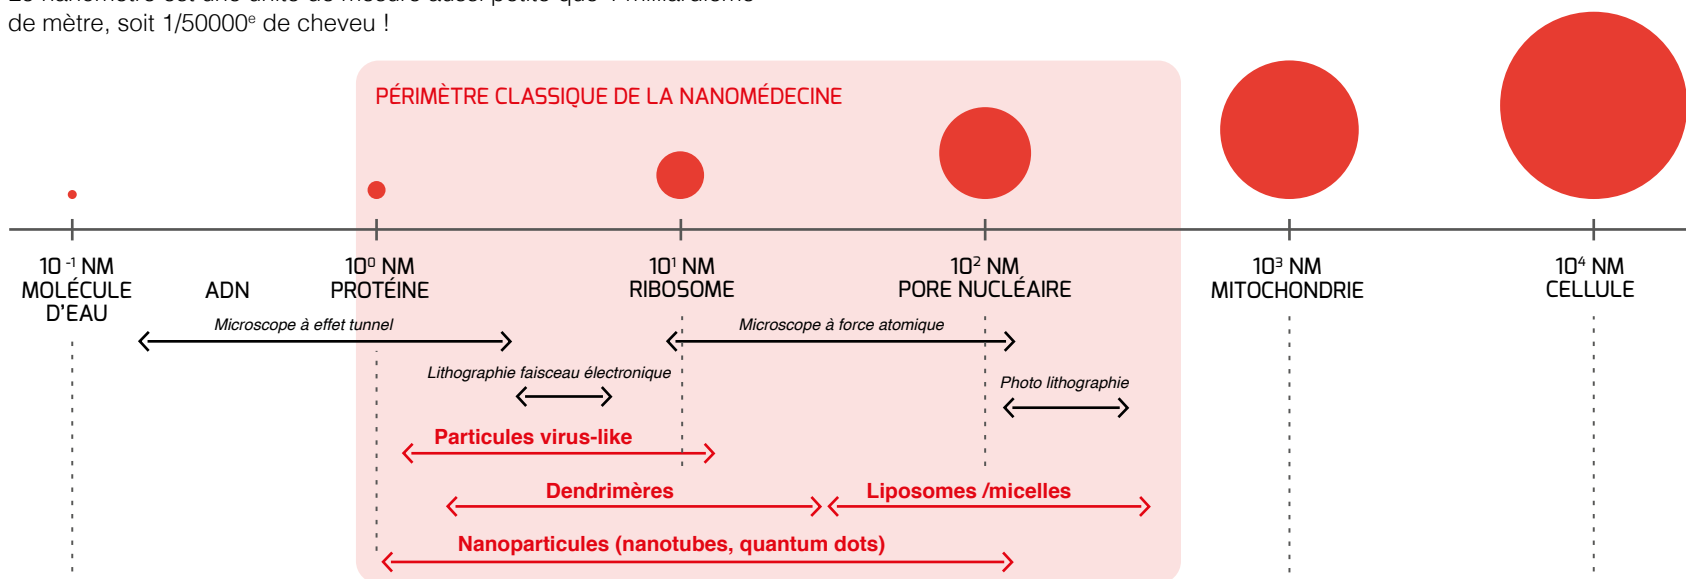 de mètre, soit 1/50000ᵉ de cheveu !
PÉRIMÈTRE CLASSIQUE DE LA NANOMÉDECINE
10⁻¹ NM
MOLÉCULE
D'EAU
ADN
10⁰ NM
PROTÉINE
10¹ NM
RIBOSOME
10² NM
PORE NUCLÉAIRE
10³ NM
MITOCHONDRIE
10⁴ NM
CELLULE
Microscope à effet tunnel
Microscope à force atomique
Lithographie faisceau électronique
Photo lithographie
Particules virus-like
Dendrimères
Liposomes /micelles
Nanoparticules (nanotubes, quantum dots)